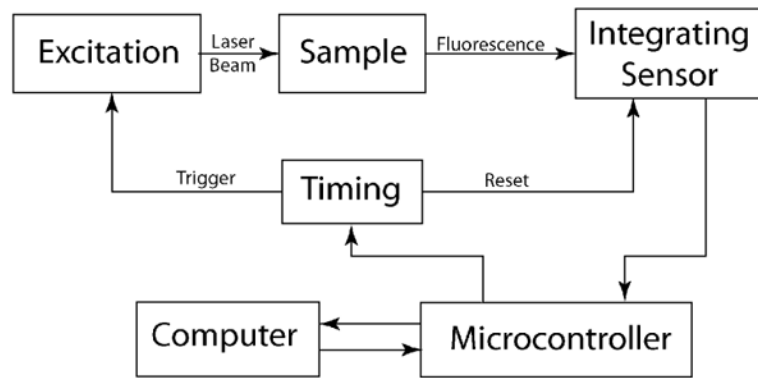 Excitation
Laser
Beam
Sample
Fluorescence
Integrating
Sensor
Trigger
Timing
Reset
Computer
Microcontroller